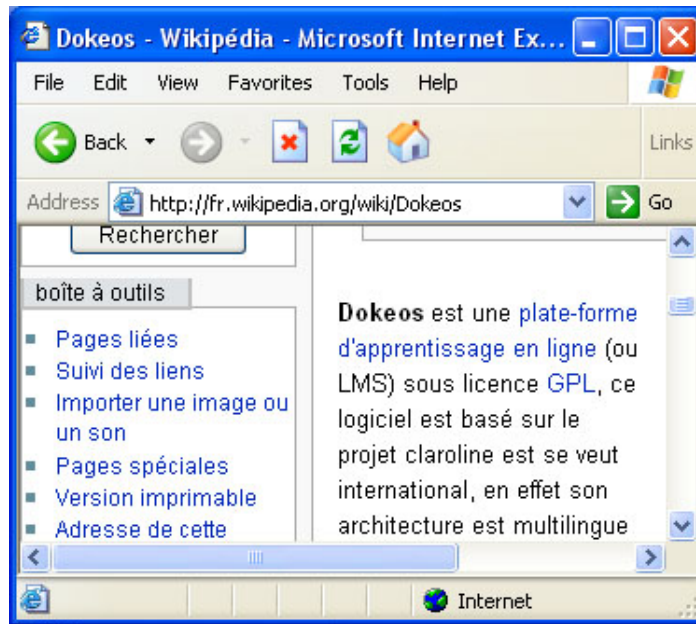 Dokeos - Wikipédia - Microsoft Internet Ex...
File Edit View Favorites Tools Help
Back Links
Address http://fr.wikipedia.org/wiki/Dokeos Go
Rechercher
boîte à outils
Pages liées
Suivi des liens
Importer une image ou
un son
Pages spéciales
Version imprimable
Adresse de cette
Dokeos est une plate-forme
d'apprentissage en ligne (ou
LMS) sous licence GPL, ce
logiciel est basé sur le
projet claroline est se veut
international, en effet son
architecture est multilingue
Internet